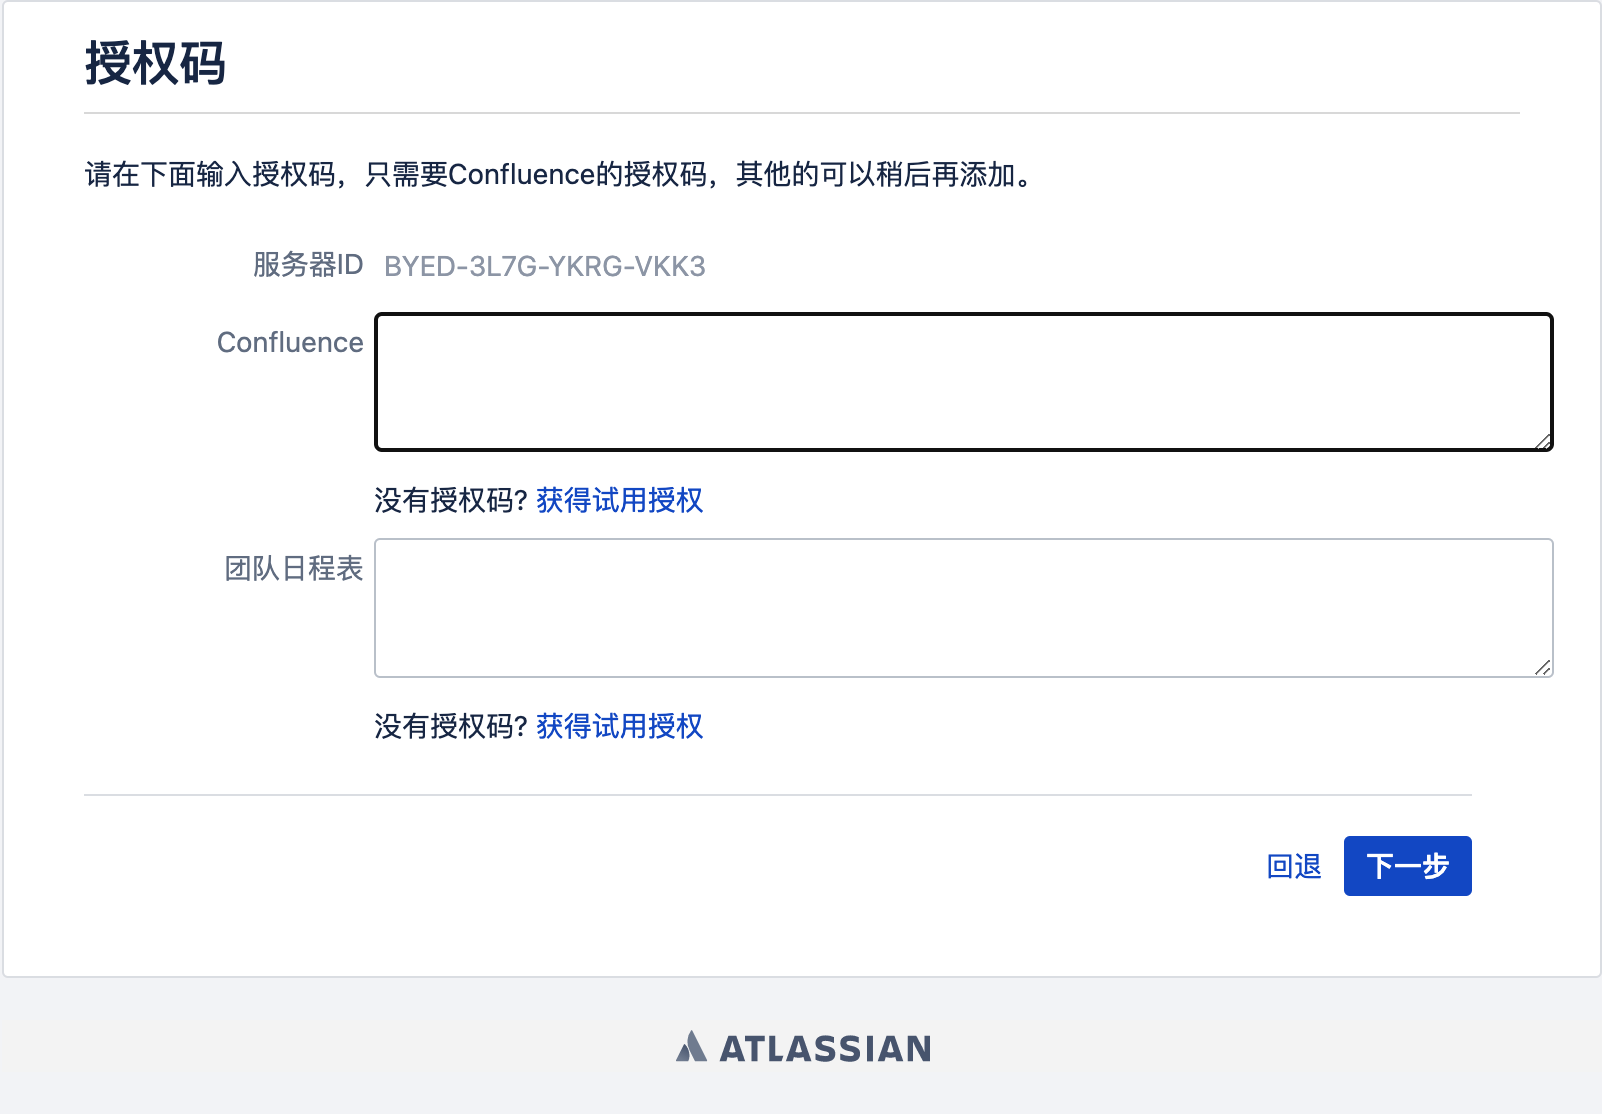 授权码
请在下面输入授权码，只需要Confluence的授权码，其他的可以稍后再添加。
服务器ID BYED-3L7G-YKRG-VKK3
Confluence
没有授权码? 获得试用授权
团队日程表
没有授权码? 获得试用授权
回退 下一步
ATLASSIAN